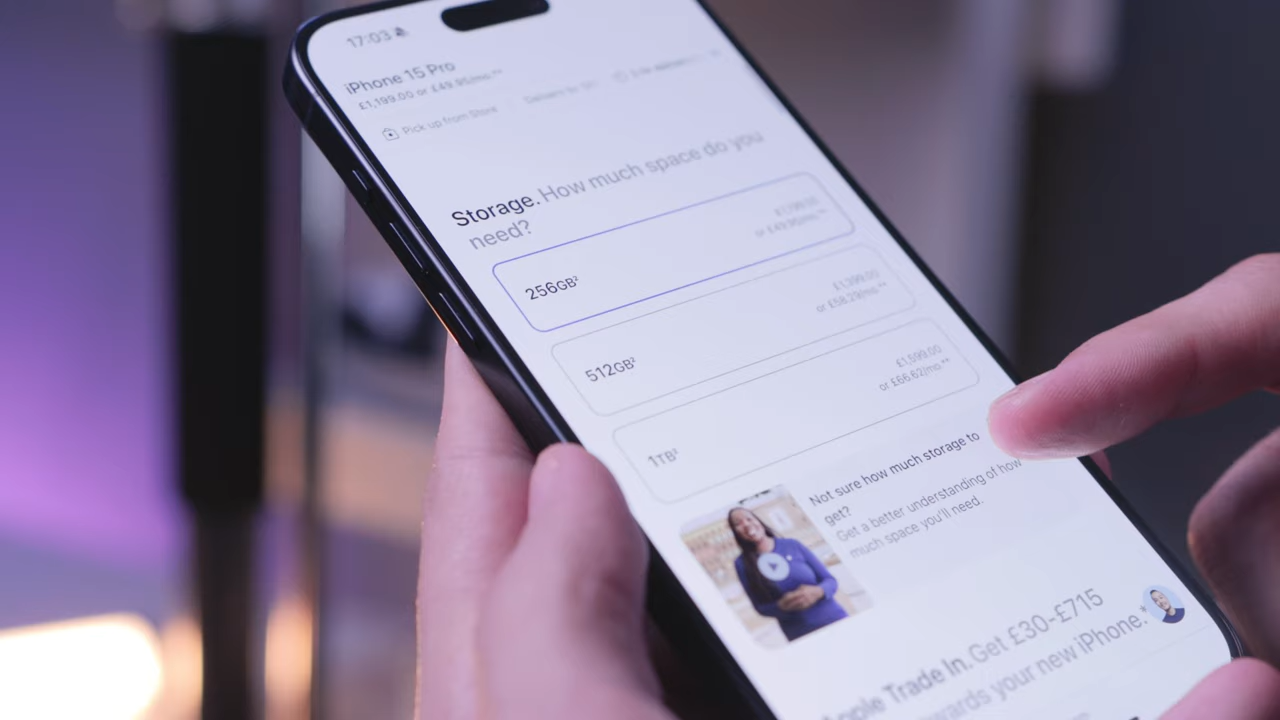 17:03
iPhone 15 Pro
£1,199.00 or £49.95/mo.**
Pick up from Store
Storage. How much space do you
need?
256GB²
£1,199.00
or £49.95/mo.**
512GB²
£1,399.00
or £58.29/mo.**
1TB²
£1,599.00
or £66.62/mo.**
Not sure how much storage to
get?
Get a better understanding of how
much space you'll need.
Apple Trade In. Get £30-£715
towards your new iPhone.*